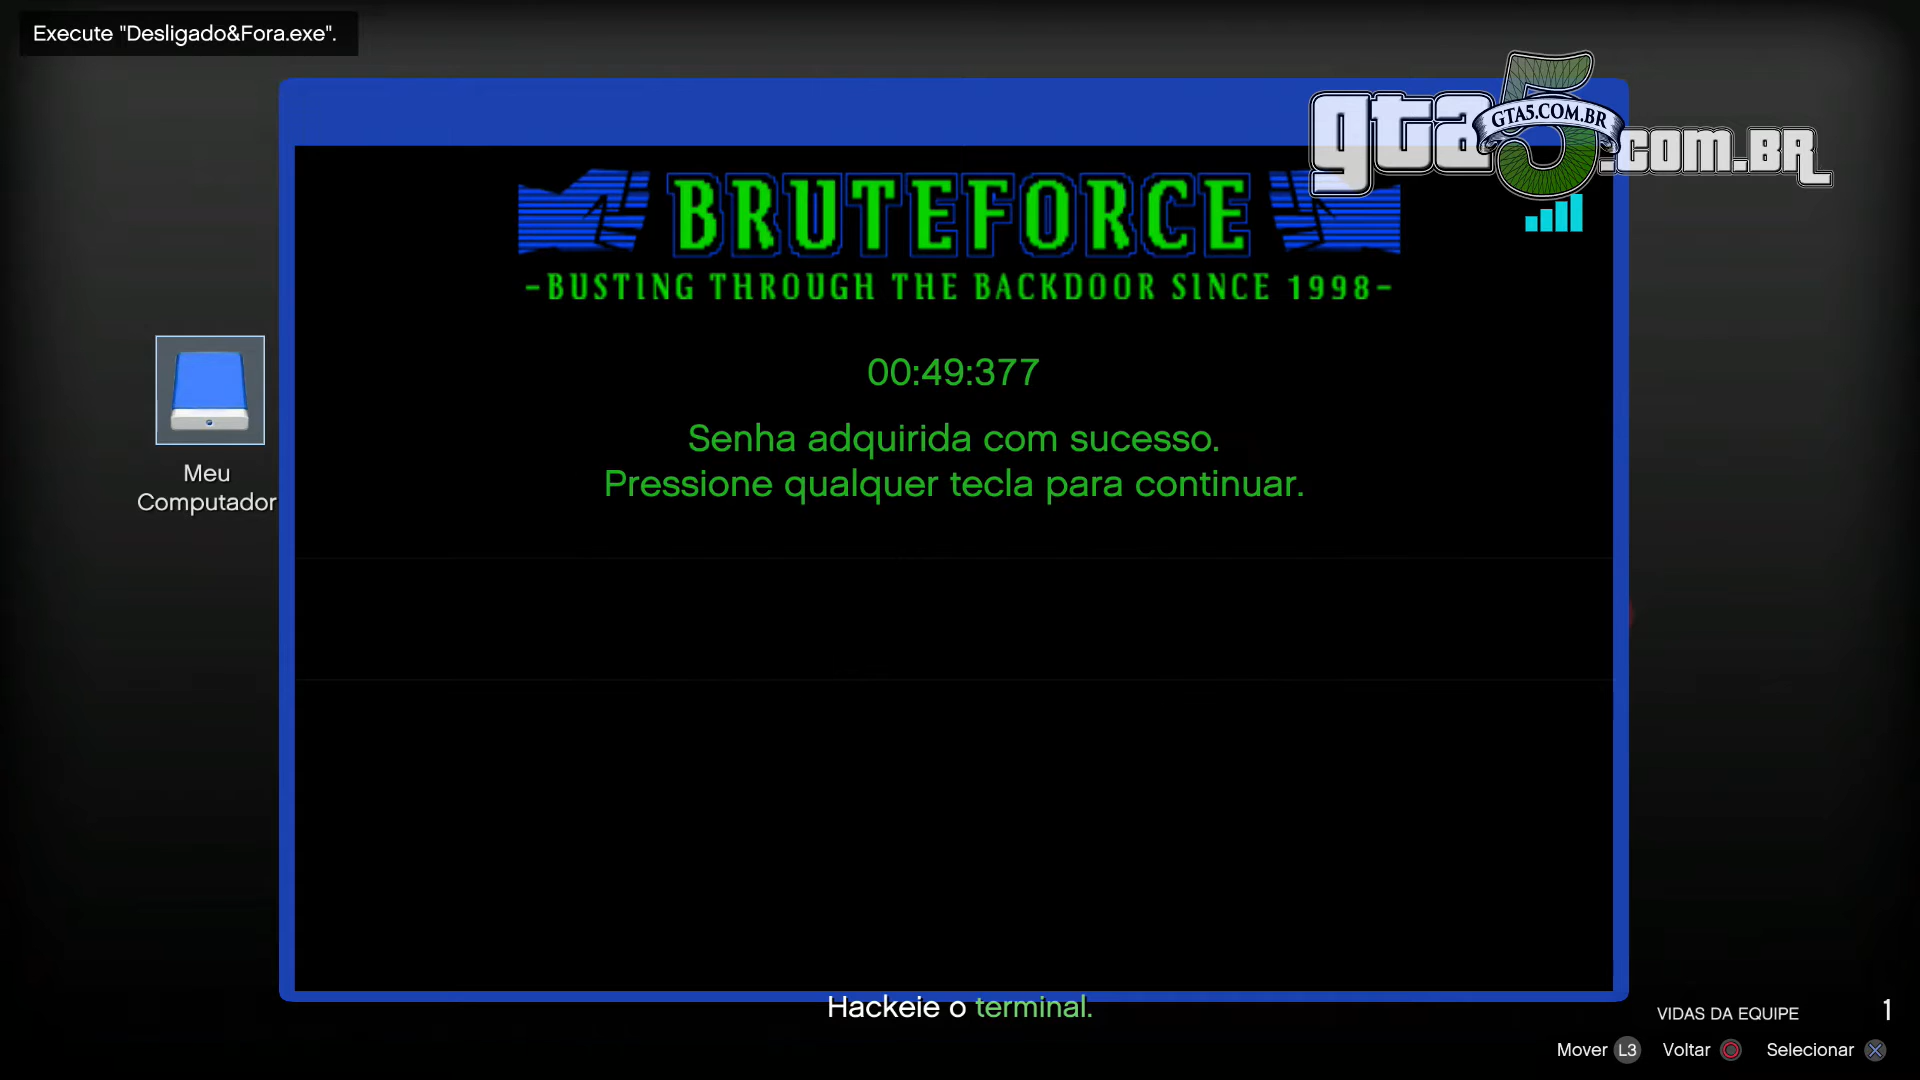 Execute "Desligado&Fora.exe".
gta5.com.BR
GTA5.COM.BR
BRUTEFORCE
-BUSTING THROUGH THE BACKDOOR SINCE 1998-
00:49:377
Senha adquirida com sucesso.
Pressione qualquer tecla para continuar.
Meu
Computador
Hackeie o terminal.
VIDAS DA EQUIPE 1
Mover L3 Voltar Selecionar